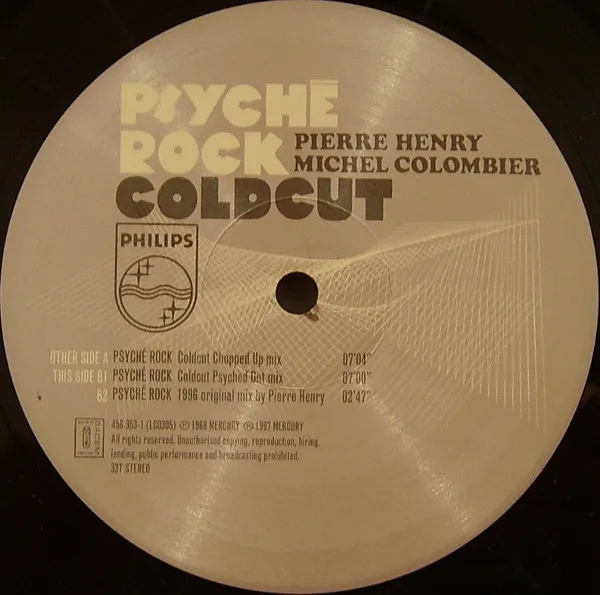 PSYCHÉ
ROCK PIERRE HENRY
MICHEL COLOMBIER
COLDCUT
PHILIPS
OTHER SIDE A PSYCHÉ ROCK Coldcut Chopped Up mix 07'04"
THIS SIDE B1 PSYCHÉ ROCK Coldcut Psyched Out mix 07'00"
B2 PSYCHÉ ROCK 1996 original mix by Pierre Henry 02'47"
456 353-1 (LC0305) ℗ 1968 MERCURY ℗ 1997 MERCURY
All rights reserved. Unauthorised copying, reproduction, hiring,
lending, public performance and broadcasting prohibited.
33T STEREO